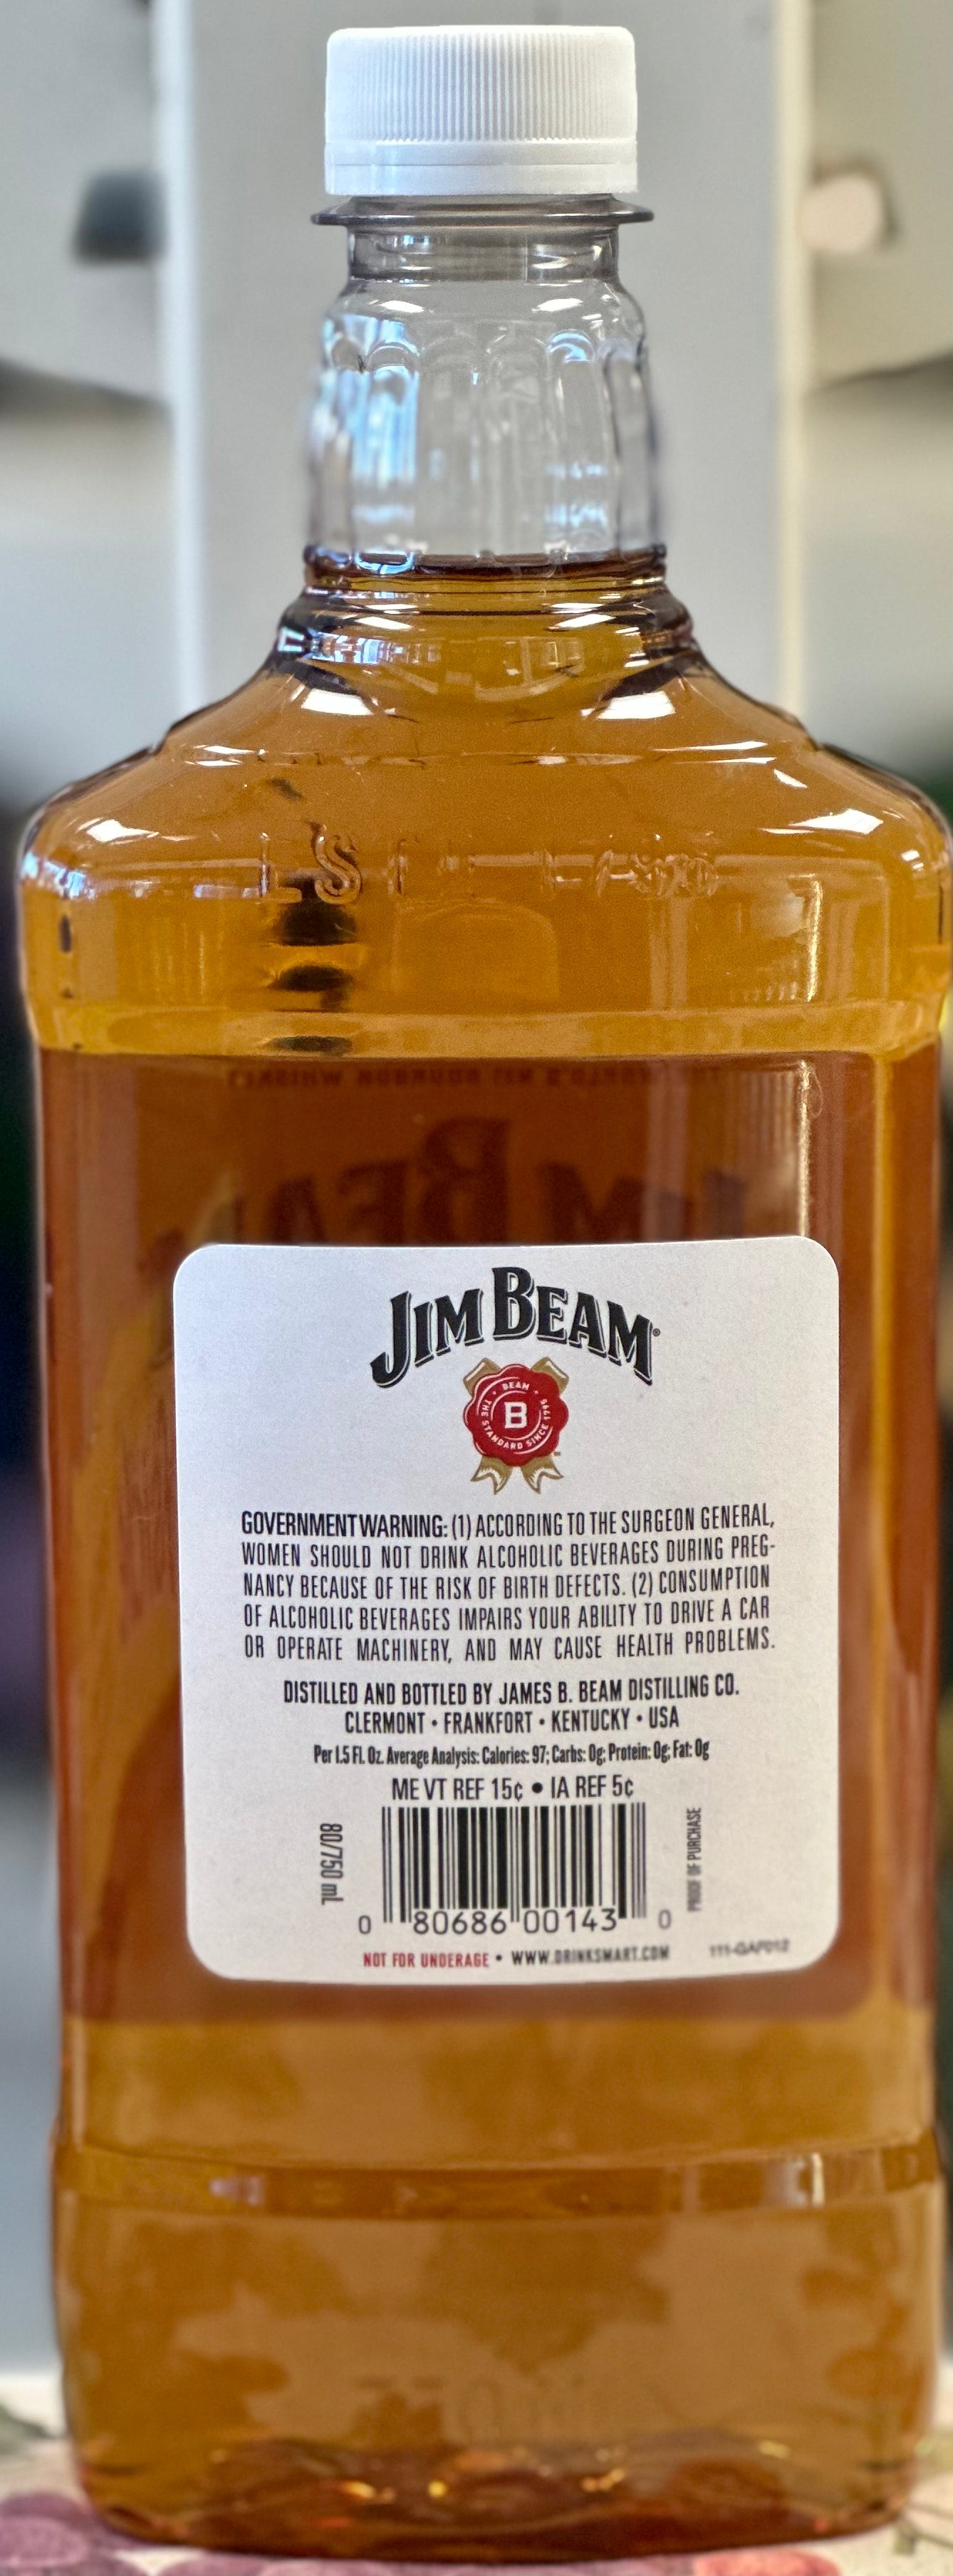 JIM BEAM®
BEAM
B
THE STANDARD SINCE 1795
GOVERNMENT WARNING: (1) ACCORDING TO THE SURGEON GENERAL,
WOMEN SHOULD NOT DRINK ALCOHOLIC BEVERAGES DURING PREG-
NANCY BECAUSE OF THE RISK OF BIRTH DEFECTS. (2) CONSUMPTION
OF ALCOHOLIC BEVERAGES IMPAIRS YOUR ABILITY TO DRIVE A CAR
OR OPERATE MACHINERY, AND MAY CAUSE HEALTH PROBLEMS.
DISTILLED AND BOTTLED BY JAMES B. BEAM DISTILLING CO.
CLERMONT • FRANKFORT • KENTUCKY • USA
Per 1.5 Fl. Oz. Average Analysis: Calories: 97; Carbs: 0g; Protein: 0g; Fat: 0g
ME VT REF 15¢ • IA REF 5¢
80/750 mL
PROOF OF PURCHASE
0 80686 00143 0
NOT FOR UNDERAGE • WWW.DRINKSMART.COM
111-GAF012